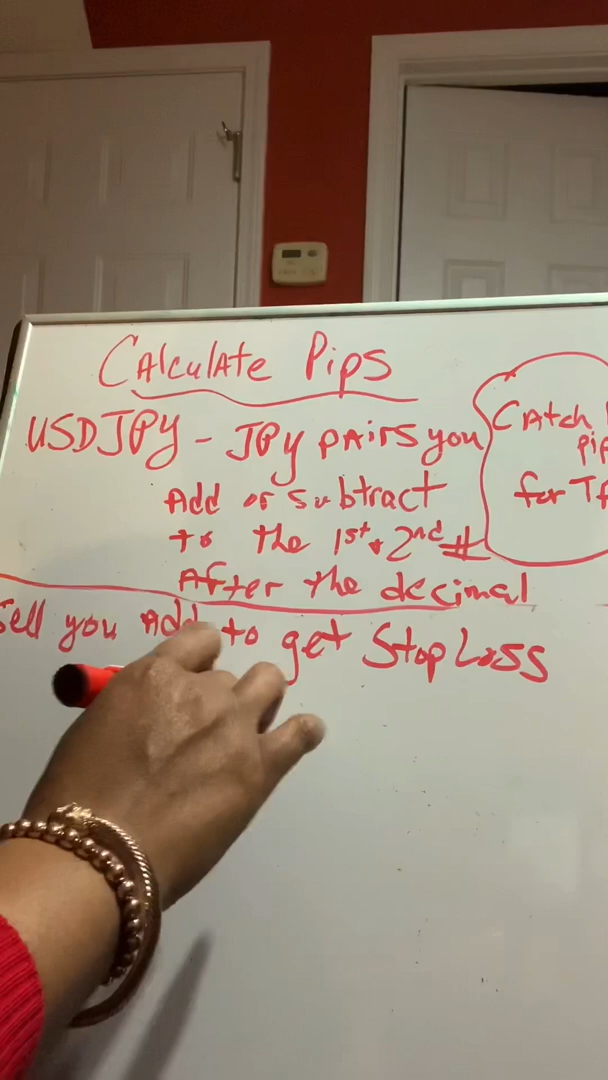 Calculate Pips
USDJPY - JPY pairs you
Add or subtract
to the 1st & 2nd #
After the decimal
Catch
for
Sell you Add to get Stop Loss